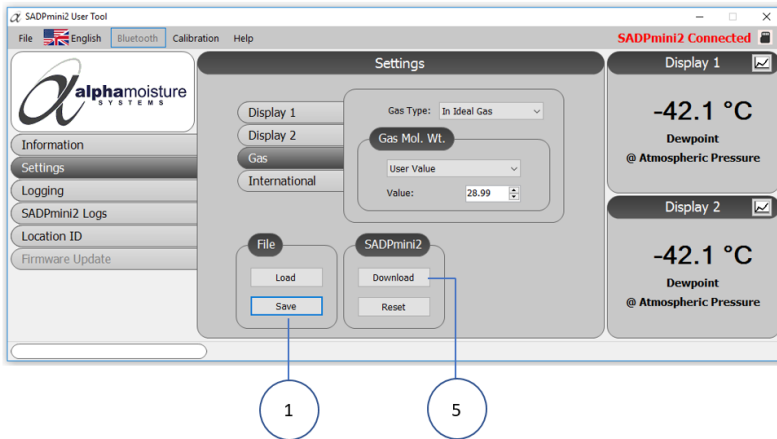 SADPmini2 User Tool
File English Bluetooth Calibration Help
SADPmini2 Connected
alphamoisture
SYSTEMS
Information
Settings
Logging
SADPmini2 Logs
Location ID
Firmware Update
Settings
Display 1
Display 2
Gas
International
Gas Type: In Ideal Gas
Gas Mol. Wt.
User Value
Value: 28.99
File
Load
Save
SADPmini2
Download
Reset
Display 1
-42.1 °C
Dewpoint
@ Atmospheric Pressure
Display 2
-42.1 °C
Dewpoint
@ Atmospheric Pressure
1
5